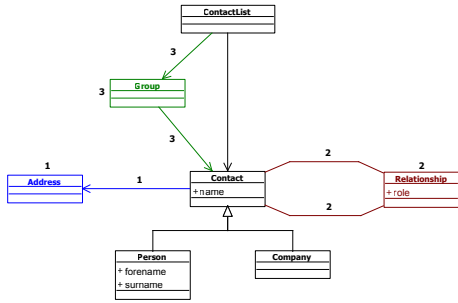 ContactList
3
Group
3
3
1
2
Address
1
Contact
+ name
2
Relationship
+ role
2
Person
+ forename
+ surname
Company